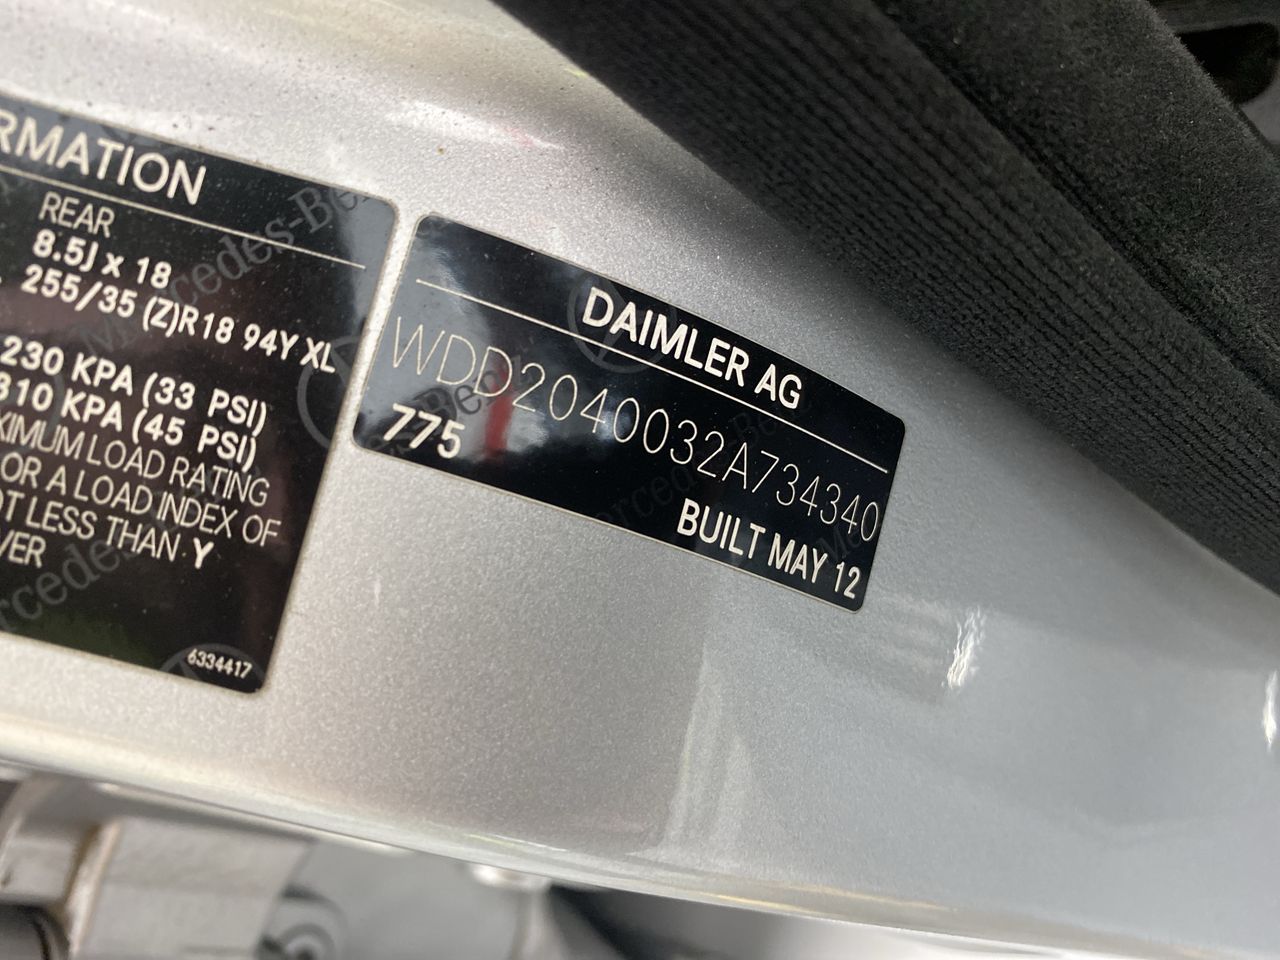 RMATION
REAR
8.5J x 18
255/35 (Z)R18 94Y XL
230 KPA (33 PSI)
310 KPA (45 PSI)
XIMUM LOAD RATING
OR A LOAD INDEX OF
OT LESS THAN Y
VER
6334417
DAIMLER AG
WDD2040032A734340
775
BUILT MAY 12